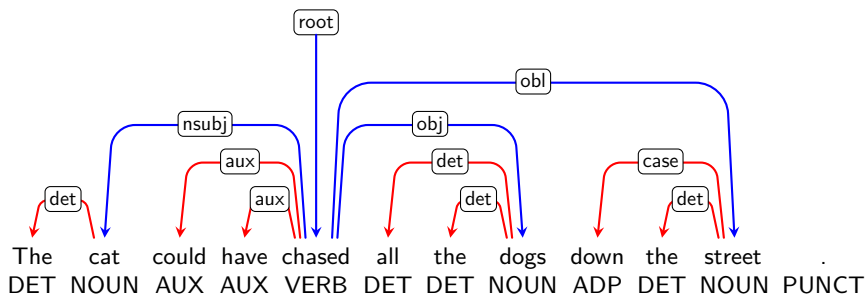 root
obl
nsubj obj
aux det case
det aux det det
The cat could have chased all the dogs down the street .
DET NOUN AUX AUX VERB DET DET NOUN ADP DET NOUN PUNCT